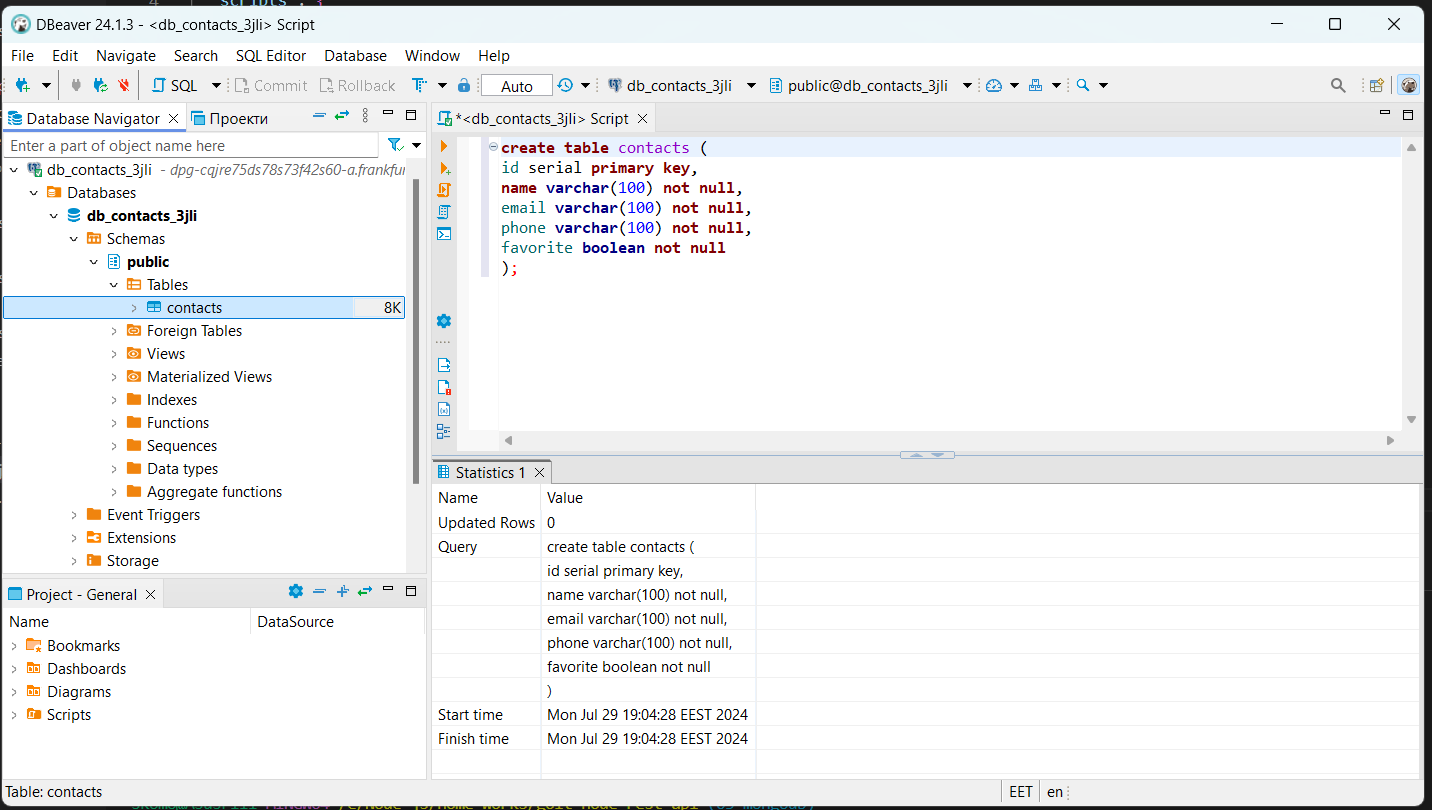 scripts : 3
DBeaver 24.1.3 - <db_contacts_3jli> Script
File Edit Navigate Search SQL Editor Database Window Help
SQL Commit Rollback Auto db_contacts_3jli public@db_contacts_3jli
Database Navigator Проекти
Enter a part of object name here
db_contacts_3jli - dpg-cqjre75ds78s73f42s60-a.frankfur
Databases
db_contacts_3jli
Schemas
public
Tables
contacts 8K
Foreign Tables
Views
Materialized Views
Indexes
Functions
Sequences
Data types
Aggregate functions
Event Triggers
Extensions
Storage
Project - General
Name DataSource
Bookmarks
Dashboards
Diagrams
Scripts
*<db_contacts_3jli> Script
create table contacts (
id serial primary key,
name varchar(100) not null,
email varchar(100) not null,
phone varchar(100) not null,
favorite boolean not null
);
Statistics 1
Name Value
Updated Rows 0
Query create table contacts (
id serial primary key,
name varchar(100) not null,
email varchar(100) not null,
phone varchar(100) not null,
favorite boolean not null
)
Start time Mon Jul 29 19:04:28 EEST 2024
Finish time Mon Jul 29 19:04:28 EEST 2024
Table: contacts EET en